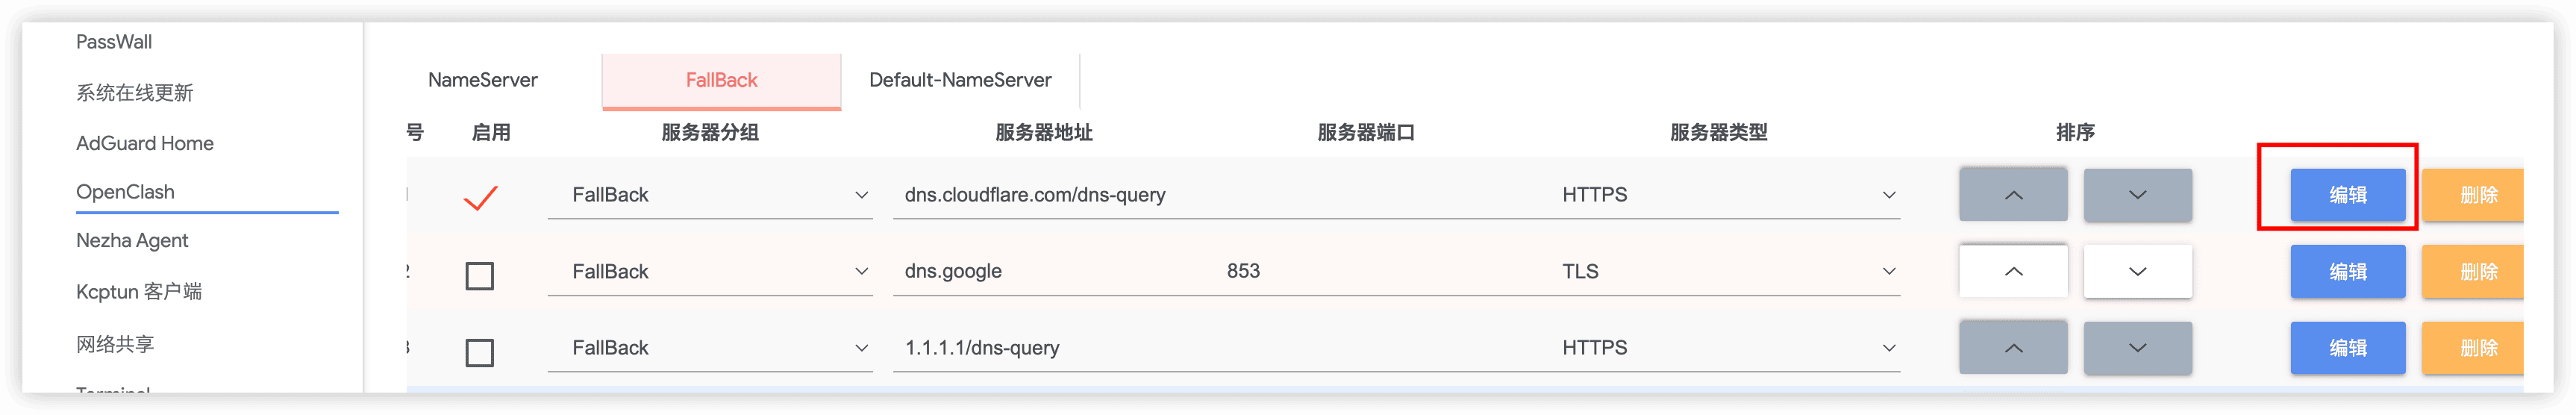 PassWall
系统在线更新
AdGuard Home
OpenClash
Nezha Agent
Kcptun 客户端
网络共享
Terminal
NameServer FallBack Default-NameServer
号 启用 服务器分组 服务器地址 服务器端口 服务器类型 排序
FallBack dns.cloudflare.com/dns-query HTTPS 编辑 删除
2 FallBack dns.google 853 TLS 编辑 删除
3 FallBack 1.1.1.1/dns-query HTTPS 编辑 删除